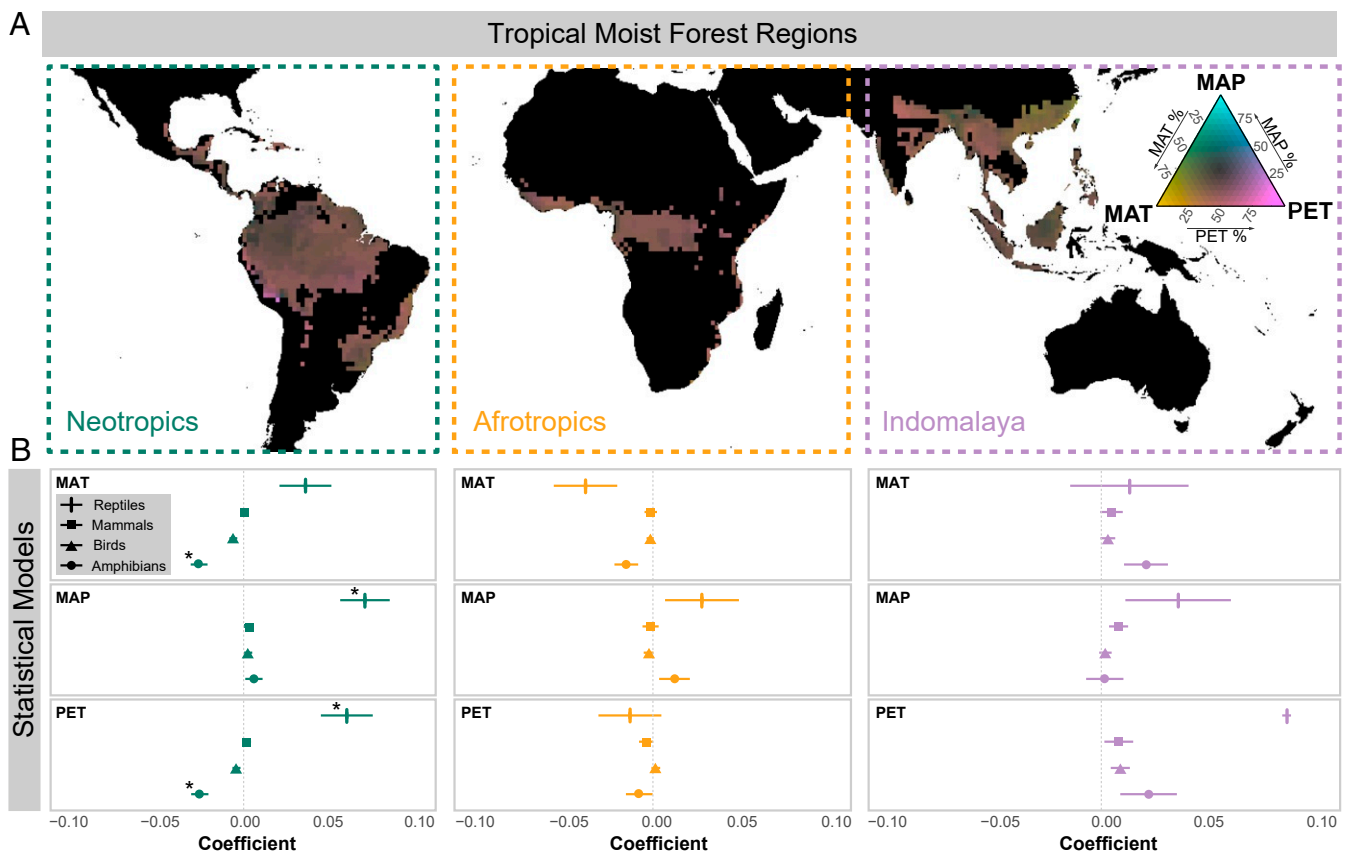 A
Tropical Moist Forest Regions
MAP
MAT %
25
50
75
MAP %
75
50
25
MAT
PET
25
50
75
PET %
Neotropics
Afrotropics
Indomalaya
B
Statistical Models
MAT
Reptiles
Mammals
Birds
Amphibians
*
MAT
MAT
MAP
*
MAP
MAP
PET
*
*
PET
PET
−0.10 −0.05 0.00 0.05 0.10
−0.10 −0.05 0.00 0.05 0.10
−0.10 −0.05 0.00 0.05 0.10
Coefficient
Coefficient
Coefficient